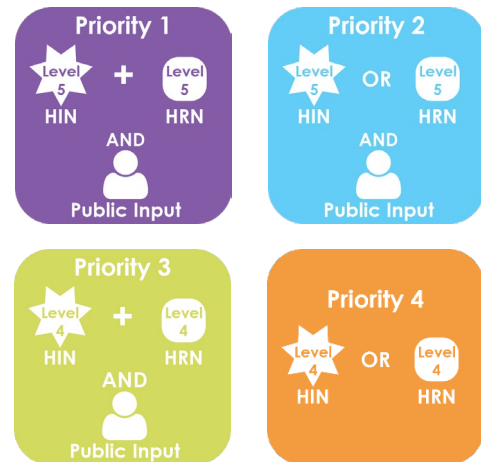 Priority 1
Level 5 + Level 5
HIN HRN
AND
Public Input
Priority 2
Level 5 OR Level 5
HIN HRN
AND
Public Input
Priority 3
Level 4 + Level 4
HIN HRN
AND
Public Input
Priority 4
Level 4 OR Level 4
HIN HRN